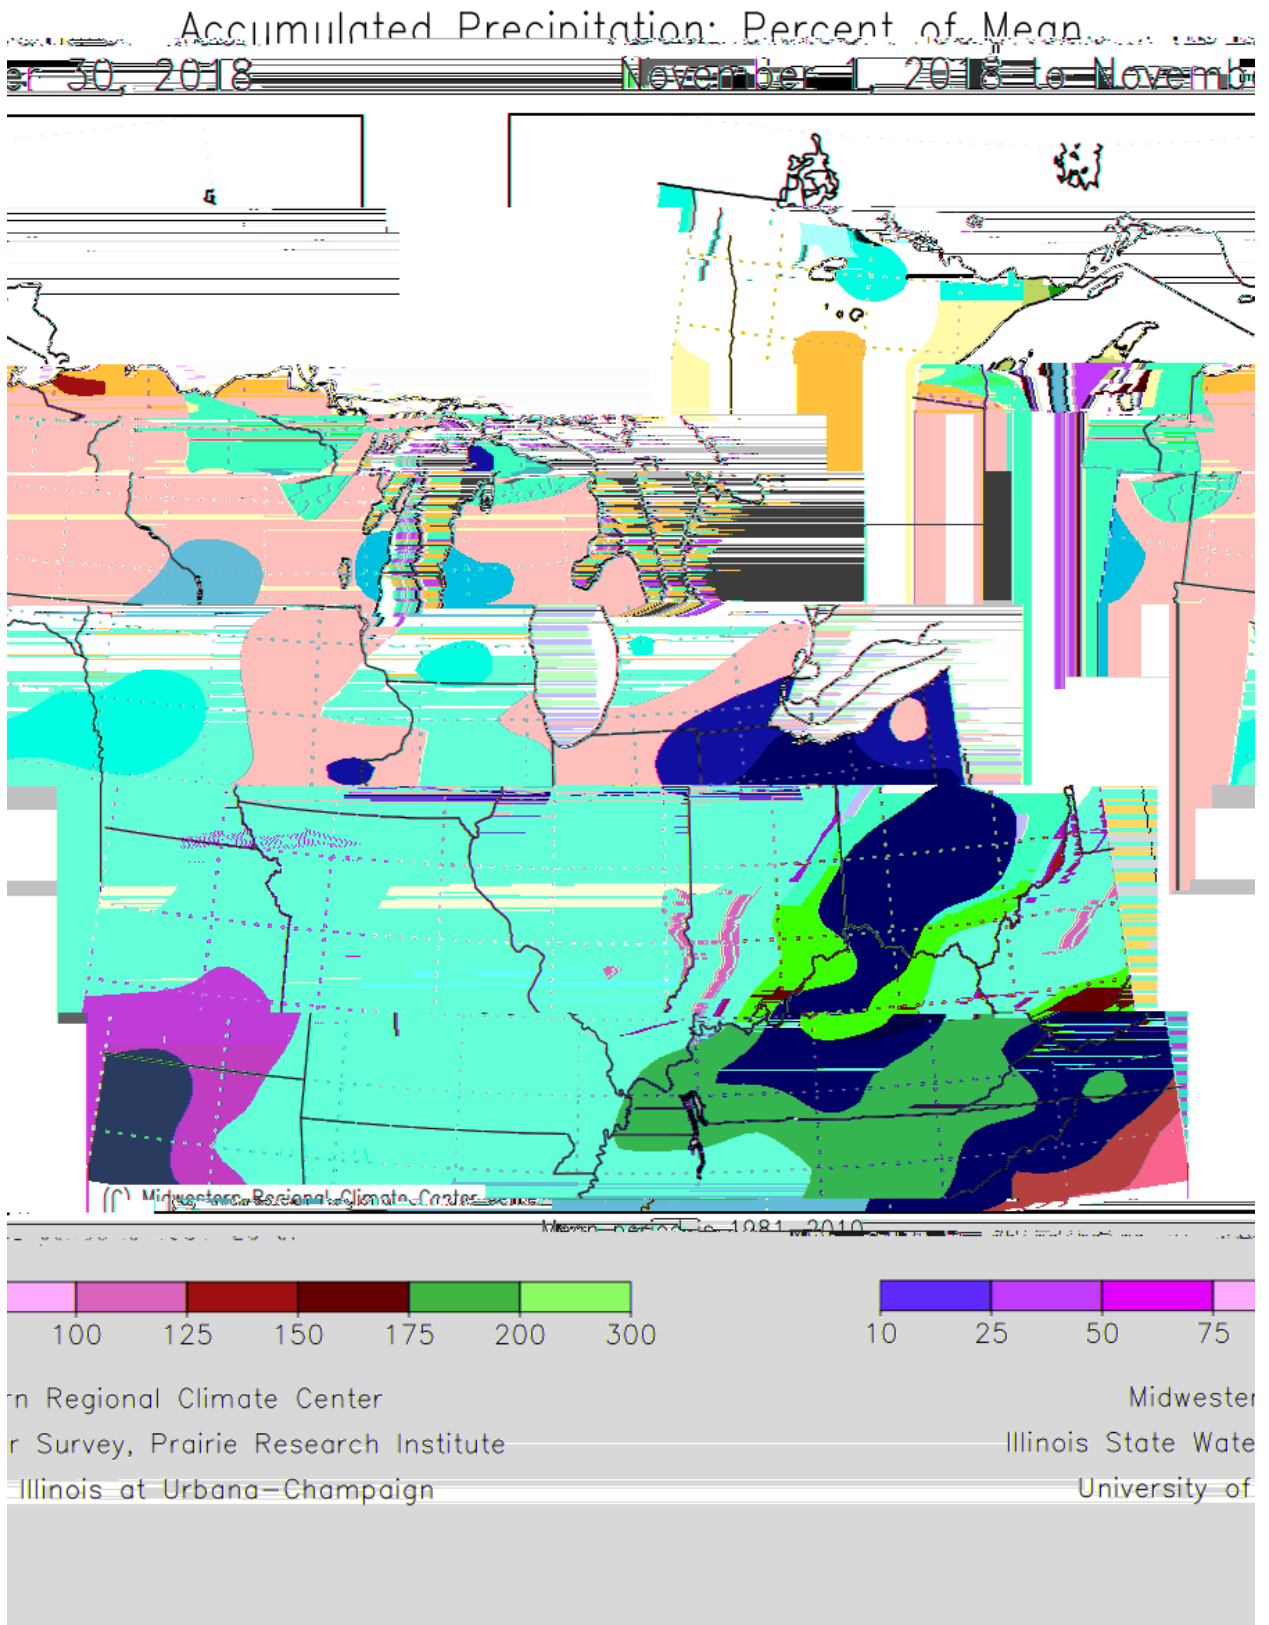 Accumulated Precipitation: Percent of Mean
er 30, 2018 November 1, 2018 to Novembe
(C) Midwestern Regional Climate Center
Mean period is 1981-2010
100 125 150 175 200 300 10 25 50 75
rn Regional Climate Center Midwester
r Survey, Prairie Research Institute Illinois State Wate
Illinois at Urbana-Champaign University of